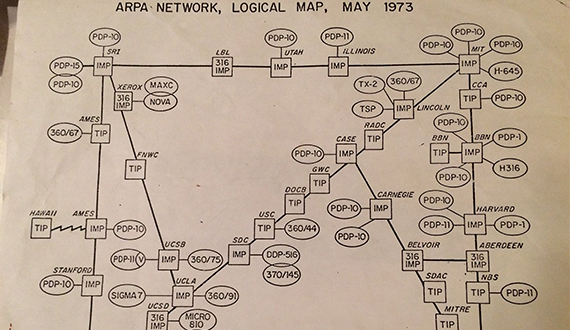 ARPA NETWORK, LOGICAL MAP, MAY 1973
PDP-10
PDP-10
PDP-11
PDP-10
PDP-10
SRI
LBL
UTAH
ILLINOIS
MIT
PDP-15
IMP
316
IMP
IMP
IMP
IMP
PDP-10
H-645
PDP-10
XEROX
MAXC
316
IMP
NOVA
TX-2
360/67
CCA
TIP
PDP-10
TSP
IMP
LINCOLN
AMES
360/67
TIP
RADC
TIP
PDP-10
PDP-1
BBN
TIP
BBN
IMP
H316
PDP-10
CASE
PDP-10
IMP
FNWC
TIP
GWC
TIP
DOCB
TIP
CARNEGIE
PDP-10
IMP
PDP-10
HARVARD
PDP-10
PDP-11
IMP
PDP-1
HAWAII
TIP
AMES
IMP
PDP-10
USC
TIP
360/44
UCSB
PDP-11 V
IMP
360/75
SDC
IMP
DDP-516
370/145
BELVOIR
316
IMP
ABERDEEN
316
IMP
STANFORD
PDP-10
IMP
UCLA
SIGMA 7
IMP
360/91
SDAC
TIP
NBS
TIP
PDP-11
UCSD
316
IMP
MICRO
810
MITRE
TIP